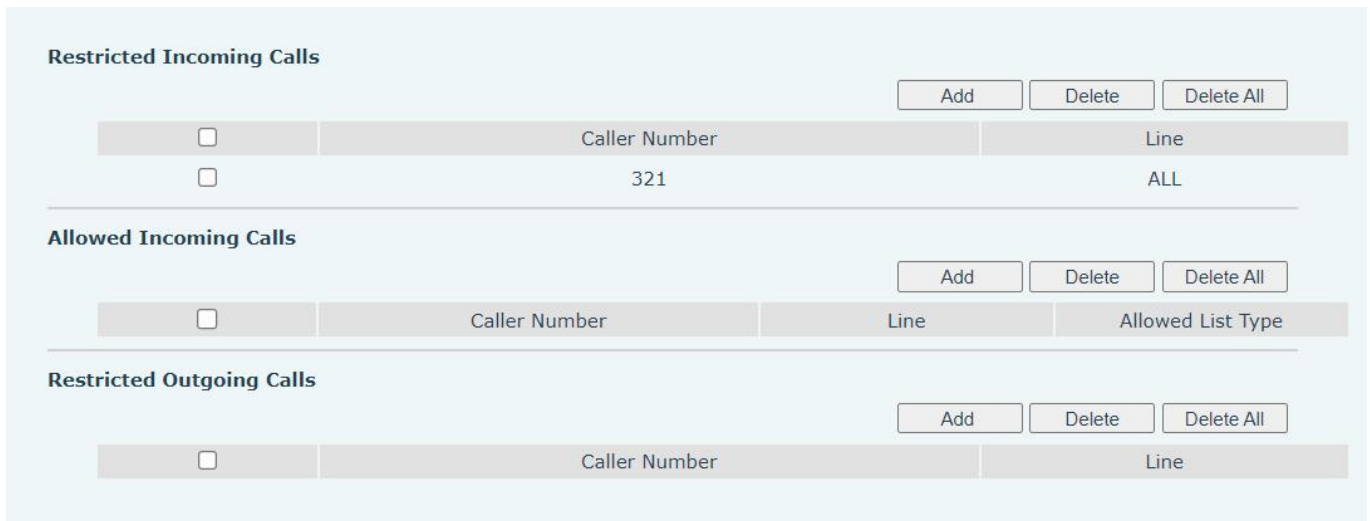 Restricted Incoming Calls
Add Delete Delete All
Caller Number Line
321 ALL
Allowed Incoming Calls
Add Delete Delete All
Caller Number Line Allowed List Type
Restricted Outgoing Calls
Add Delete Delete All
Caller Number Line